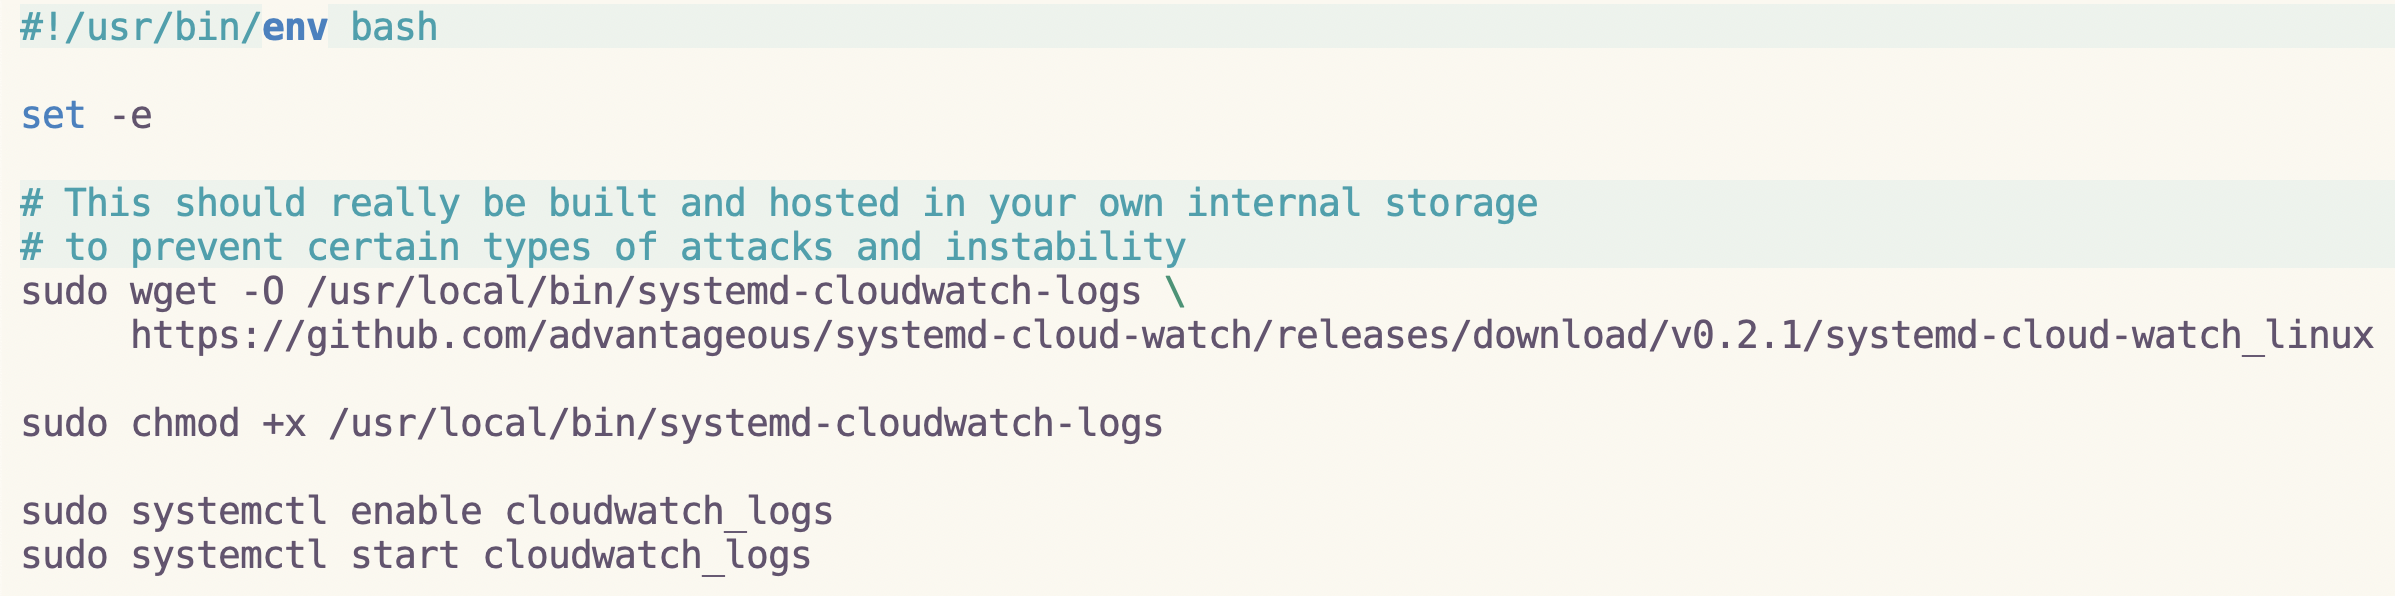 #!/usr/bin/env bash
set -e
# This should really be built and hosted in your own internal storage
# to prevent certain types of attacks and instability
sudo wget -O /usr/local/bin/systemd-cloudwatch-logs \
https://github.com/advantageous/systemd-cloud-watch/releases/download/v0.2.1/systemd-cloud-watch_linux
sudo chmod +x /usr/local/bin/systemd-cloudwatch-logs
sudo systemctl enable cloudwatch_logs
sudo systemctl start cloudwatch_logs